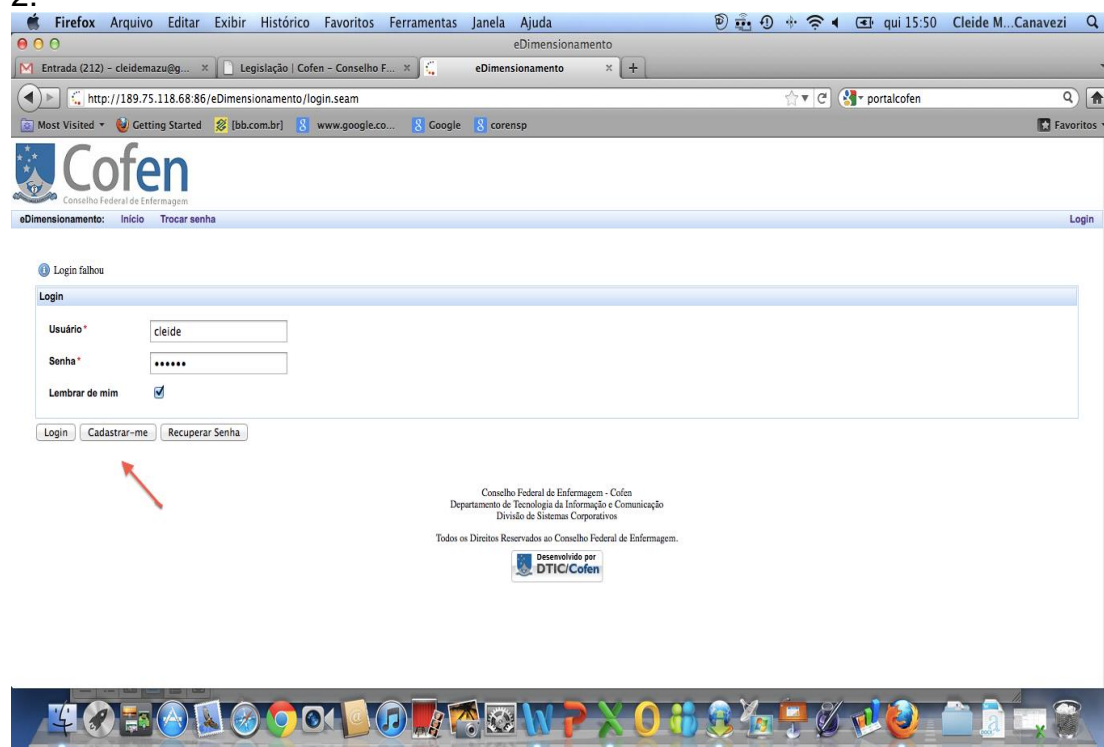 2.
Firefox Arquivo Editar Exibir Histórico Favoritos Ferramentas Janela Ajuda qui 15:50 Cleide M...Canavezi
eDimensionamento
Entrada (212) - cleidemazu@g... Legislação | Cofen - Conselho F... eDimensionamento
http://189.75.118.68:86/eDimensionamento/login.seam portalcofen
Most Visited Getting Started [bb.com.br] www.google.co... Google corensp Favoritos
Cofen
Conselho Federal de Enfermagem
eDimensionamento: Início Trocar senha Login
Login falhou
Login
Usuário* cleide
Senha* ••••••
Lembrar de mim
Login Cadastrar-me Recuperar Senha
Conselho Federal de Enfermagem - Cofen
Departamento de Tecnologia da Informação e Comunicação
Divisão de Sistemas Corporativos
Todos os Direitos Reservados ao Conselho Federal de Enfermagem.
Desenvolvido por
DTIC/Cofen